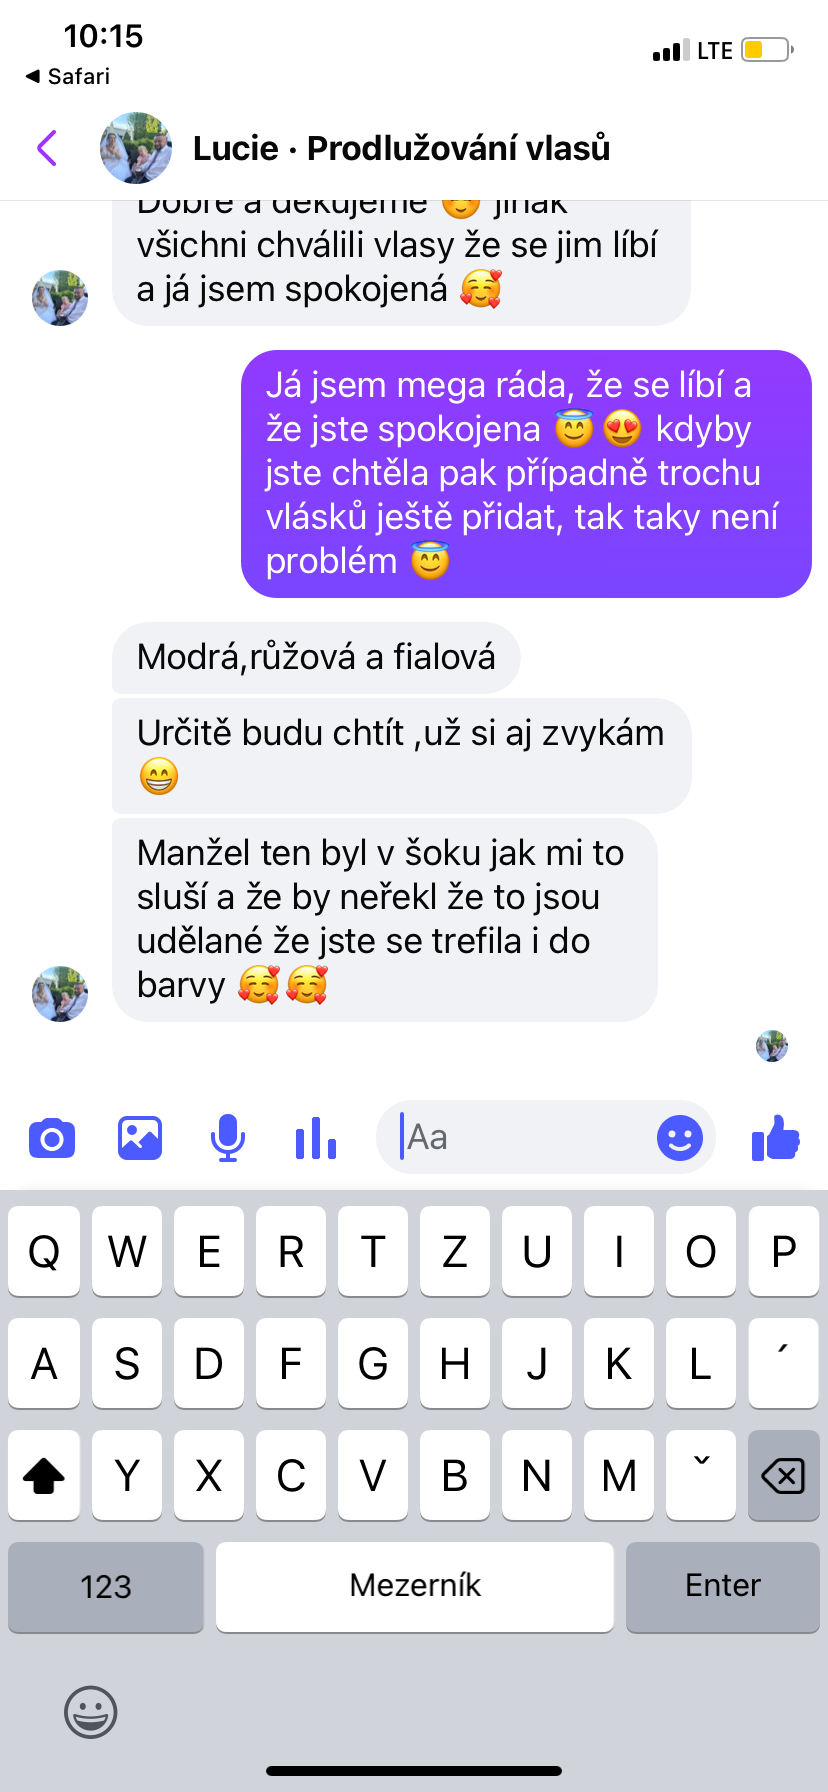 10:15
LTE
◀ Safari
Lucie · Prodlužování vlasů
Dobře a děkujeme 😊 jinak
všichni chválili vlasy že se jim líbí
a já jsem spokojená 🥰
Já jsem mega ráda, že se líbí a
že jste spokojena 😇😍 kdyby
jste chtěla pak případně trochu
vlásků ještě přidat, tak taky není
problém 😇
Modrá,růžová a fialová
Určitě budu chtít ,už si aj zvykám
😁
Manžel ten byl v šoku jak mi to
sluší a že by neřekl že to jsou
udělané že jste se trefila i do
barvy 🥰🥰
Aa
Q W E R T Z U I O P
A S D F G H J K L ´
Y X C V B N M ˇ
123 Mezerník Enter